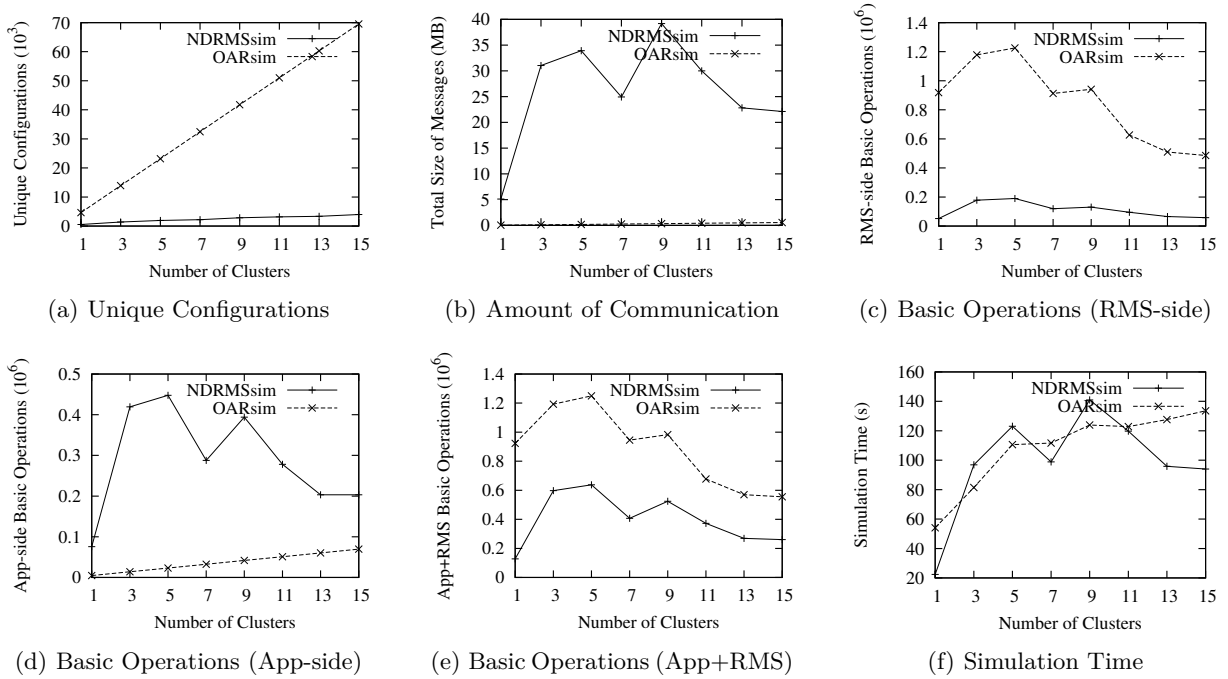 Unique Configurations (10³)
70
60
50
40
30
20
10
0
NDRMSsim
OARsim
1 3 5 7 9 11 13 15
Number of Clusters
(a) Unique Configurations
Total Size of Messages (MB)
40
35
30
25
20
15
10
5
0
NDRMSsim
OARsim
1 3 5 7 9 11 13 15
Number of Clusters
(b) Amount of Communication
RMS-side Basic Operations (10⁶)
1.4
1.2
1
0.8
0.6
0.4
0.2
0
NDRMSsim
OARsim
1 3 5 7 9 11 13 15
Number of Clusters
(c) Basic Operations (RMS-side)
App-side Basic Operations (10⁶)
0.5
0.4
0.3
0.2
0.1
0
NDRMSsim
OARsim
1 3 5 7 9 11 13 15
Number of Clusters
(d) Basic Operations (App-side)
App+RMS Basic Operations (10⁶)
1.4
1.2
1
0.8
0.6
0.4
0.2
0
NDRMSsim
OARsim
1 3 5 7 9 11 13 15
Number of Clusters
(e) Basic Operations (App+RMS)
Simulation Time (s)
160
140
120
100
80
60
40
20
NDRMSsim
OARsim
1 3 5 7 9 11 13 15
Number of Clusters
(f) Simulation Time